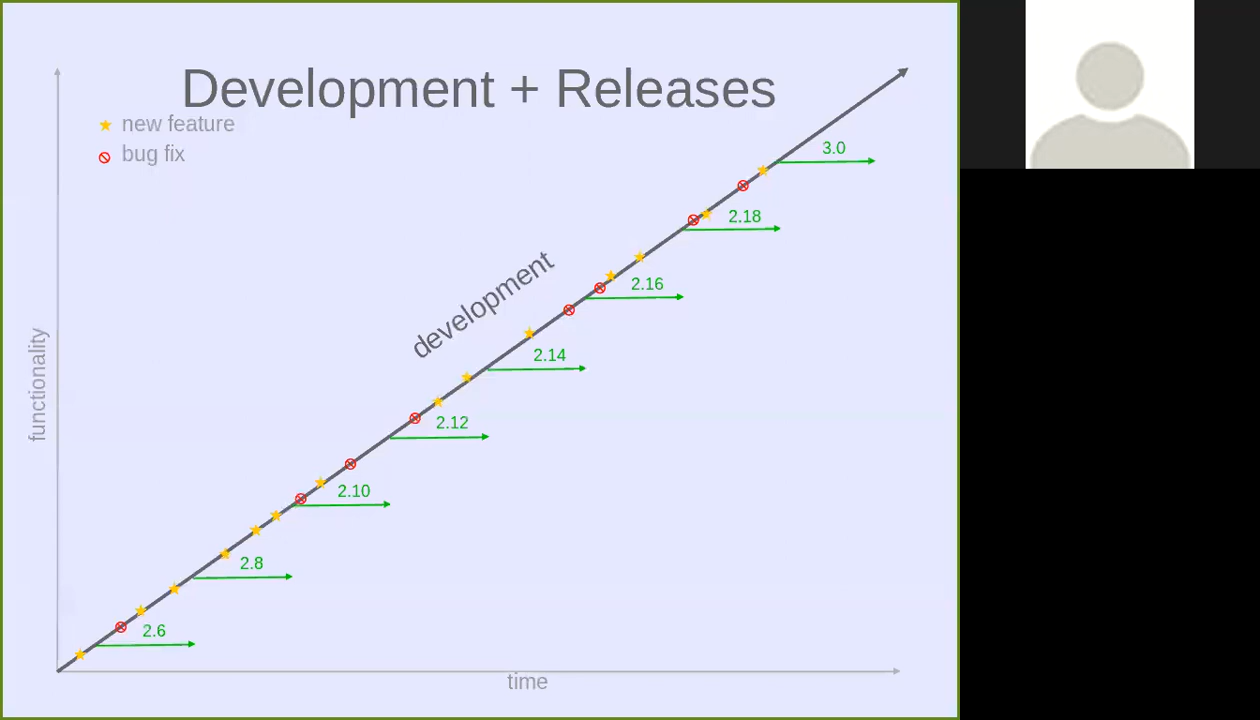 Development + Releases
new feature
bug fix
3.0
2.18
development
2.16
functionality
2.14
2.12
2.10
2.8
2.6
time